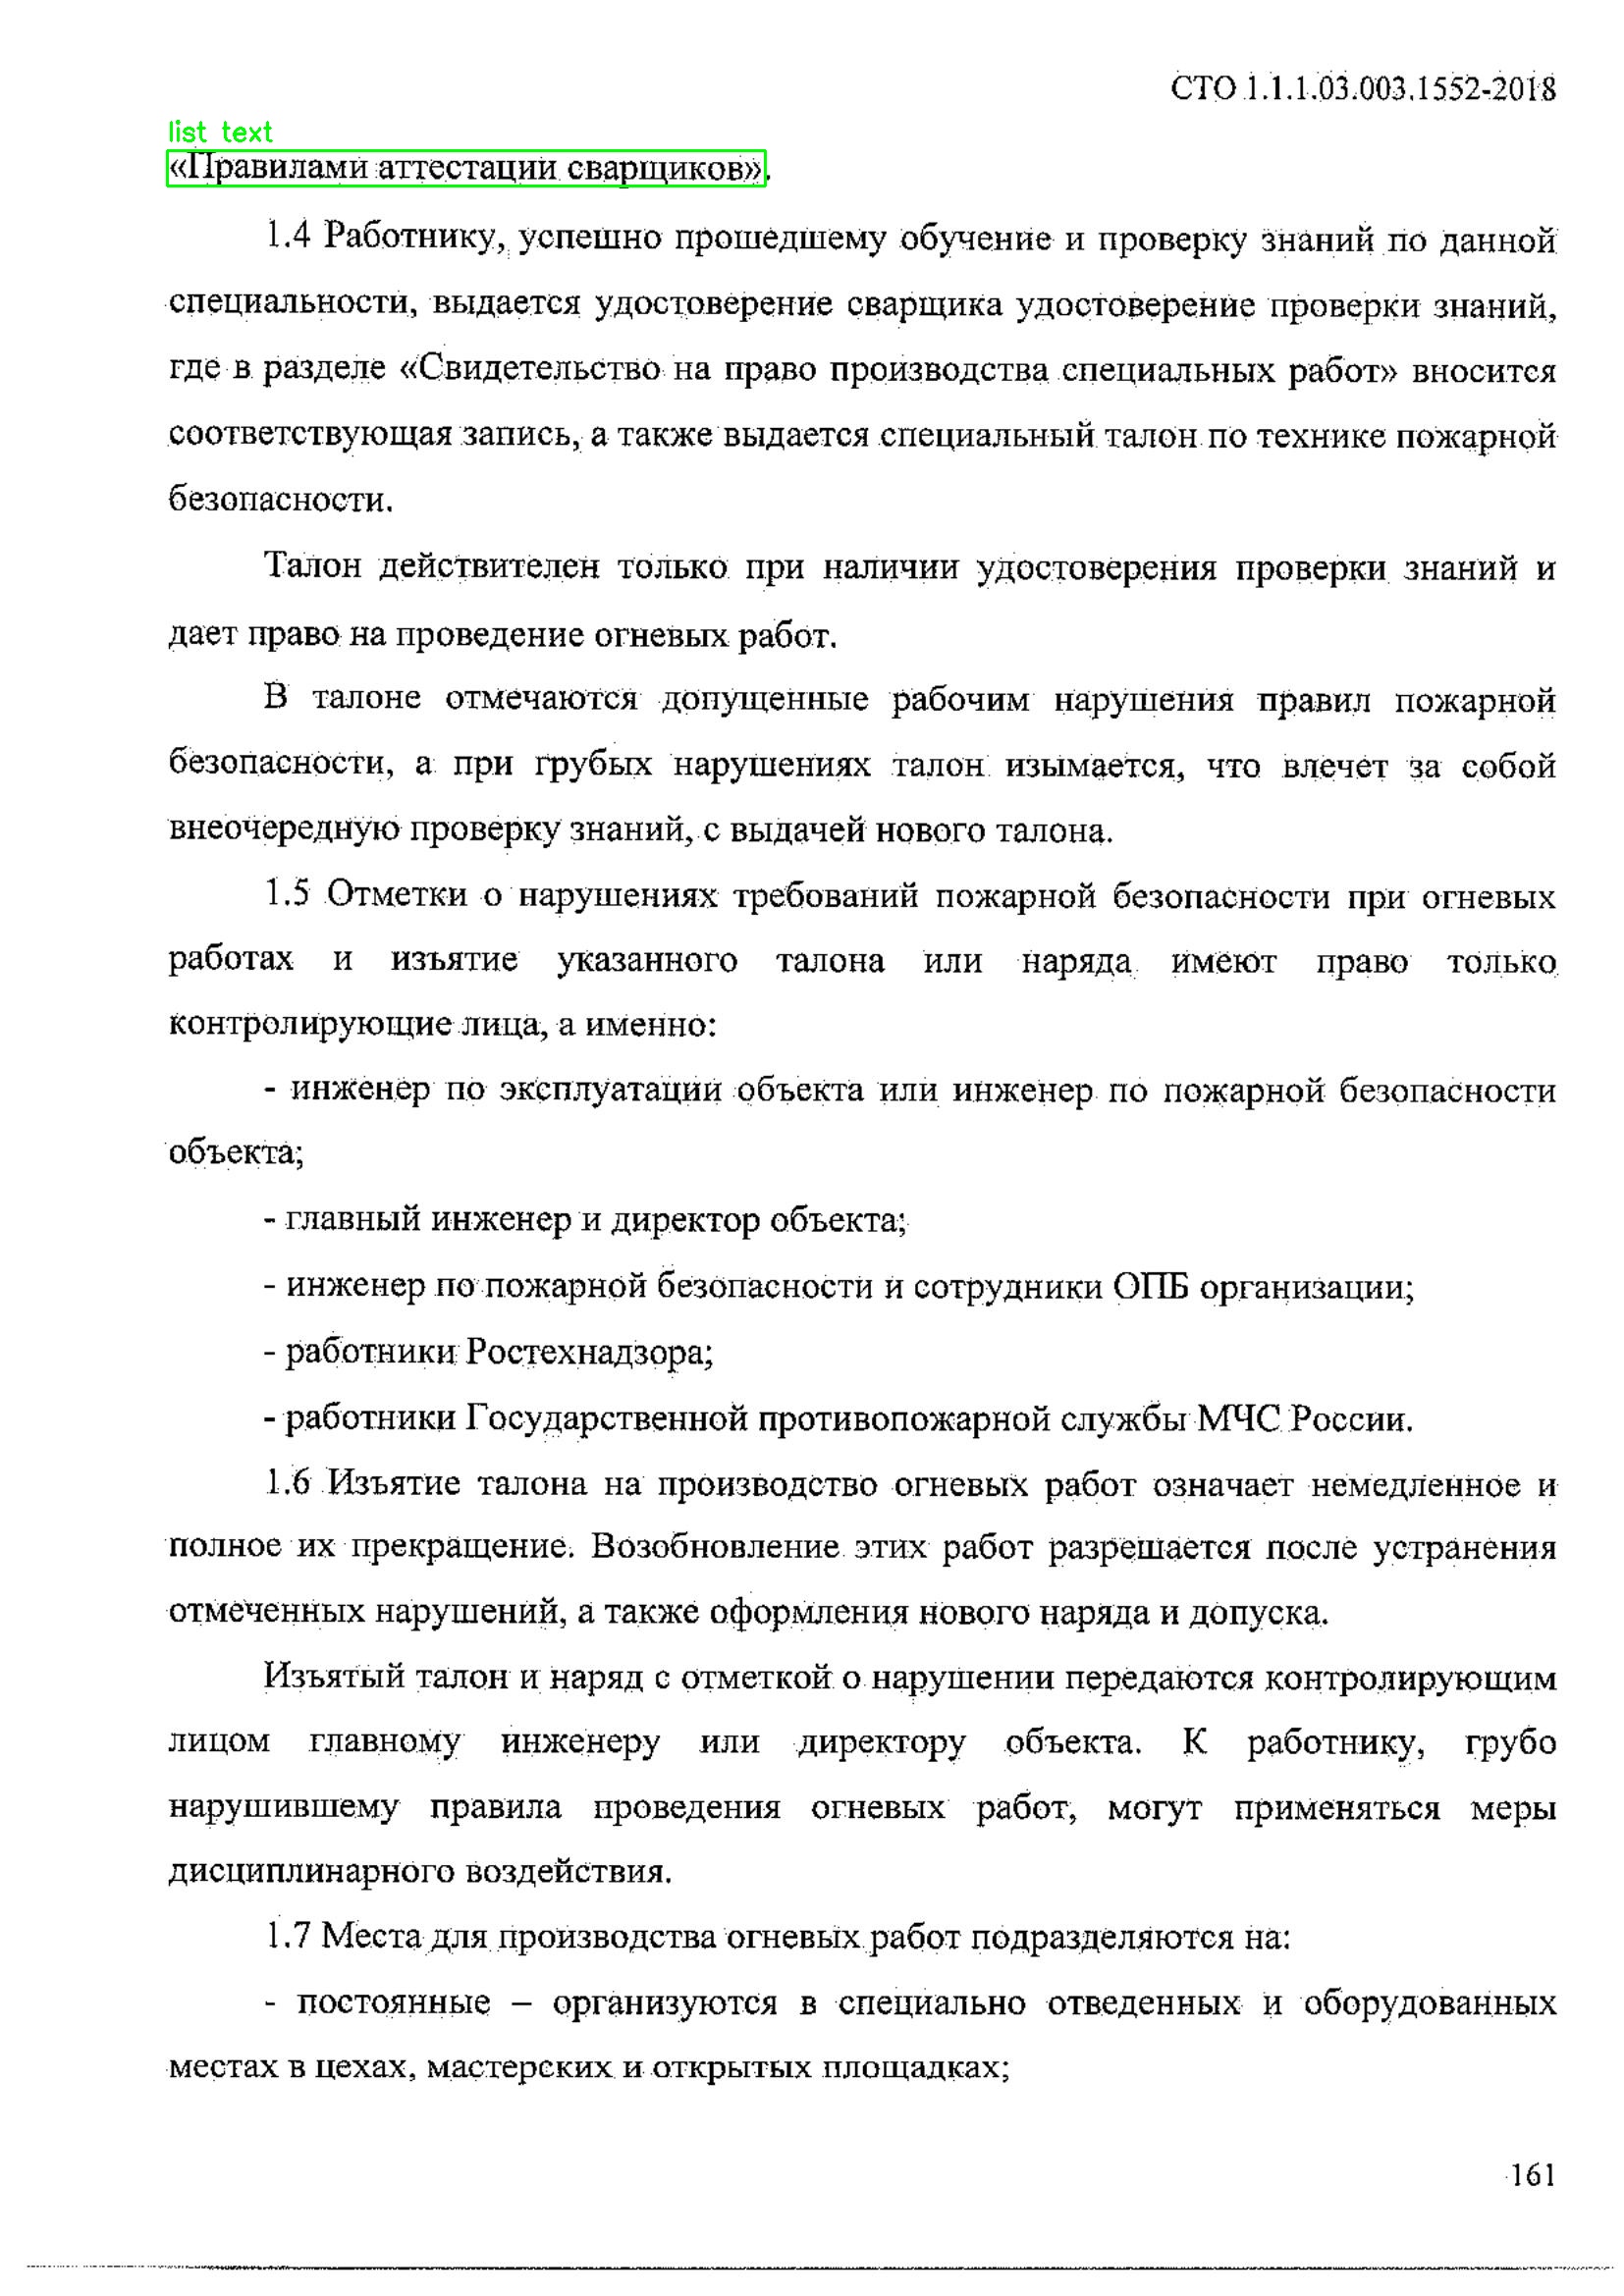 СТО 1.1.1.03.003.1552-2018
list text
«Правилами аттестации сварщиков».
1.4 Работнику, успешно прошедшему обучение и проверку знаний по данной
специальности, выдается удостоверение сварщика удостоверение проверки знаний,
где в разделе «Свидетельство на право производства специальных работ» вносится
соответствующая запись, а также выдается специальный талон по технике пожарной
безопасности.
Талон действителен только при наличии удостоверения проверки знаний и
дает право на проведение огневых работ.
В талоне отмечаются допущенные рабочим нарушения правил пожарной
безопасности, а при грубых нарушениях талон изымается, что влечет за собой
внеочередную проверку знаний, с выдачей нового талона.
1.5 Отметки о нарушениях требований пожарной безопасности при огневых
работах и изъятие указанного талона или наряда имеют право только
контролирующие лица, а именно:
- инженер по эксплуатации объекта или инженер по пожарной безопасности
объекта;
- главный инженер и директор объекта;
- инженер по пожарной безопасности и сотрудники ОПБ организации;
- работники Ростехнадзора;
- работники Государственной противопожарной службы МЧС России.
1.6 Изъятие талона на производство огневых работ означает немедленное и
полное их прекращение. Возобновление этих работ разрешается после устранения
отмеченных нарушений, а также оформления нового наряда и допуска.
Изъятый талон и наряд с отметкой о нарушении передаются контролирующим
лицом главному инженеру или директору объекта. К работнику, грубо
нарушившему правила проведения огневых работ, могут применяться меры
дисциплинарного воздействия.
1.7 Места для производства огневых работ подразделяются на:
- постоянные – организуются в специально отведенных и оборудованных
местах в цехах, мастерских и открытых площадках;
161